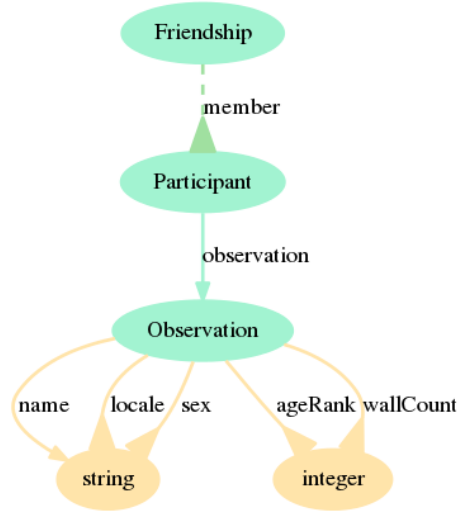 Friendship
member
Participant
observation
Observation
name locale sex ageRank wallCount
string integer